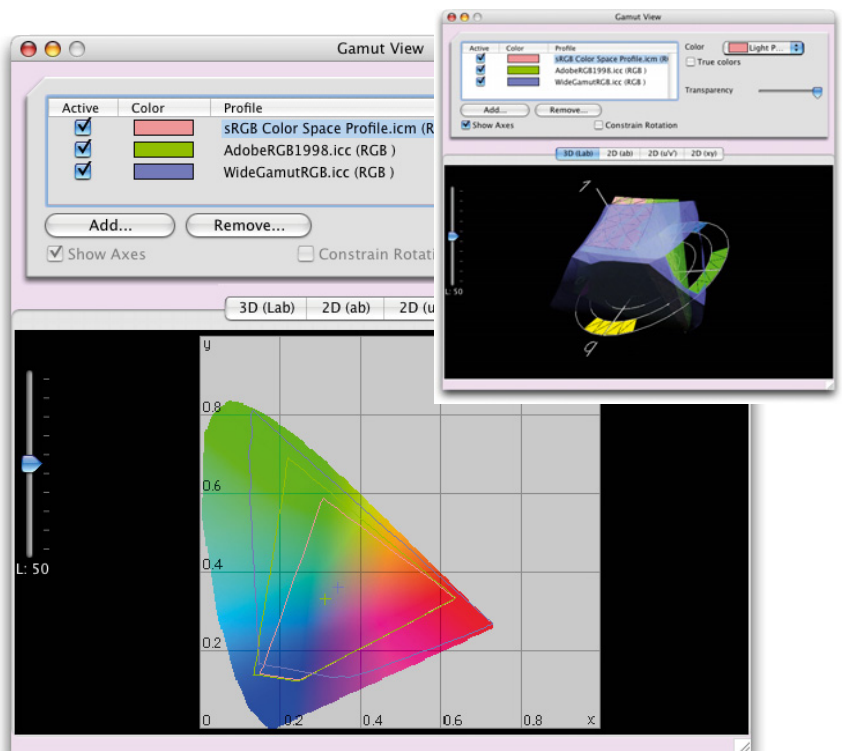 Gamut View
Active Color Profile
sRGB Color Space Profile.icm (R
AdobeRGB1998.icc (RGB )
WideGamutRGB.icc (RGB )
Add... Remove...
Show Axes Constrain Rotati
3D (Lab) 2D (ab) 2D (u
y
0.8
0.6
0.4
0.2
0 0.2 0.4 0.6 0.8 x
L: 50
Gamut View
Active Color Profile
sRGB Color Space Profile.icm (R
AdobeRGB1998.icc (RGB )
WideGamutRGB.icc (RGB )
Color Light P...
True colors
Transparency
Add... Remove...
Show Axes Constrain Rotation
3D (Lab) 2D (ab) 2D (u'v') 2D (xy)
L: 50